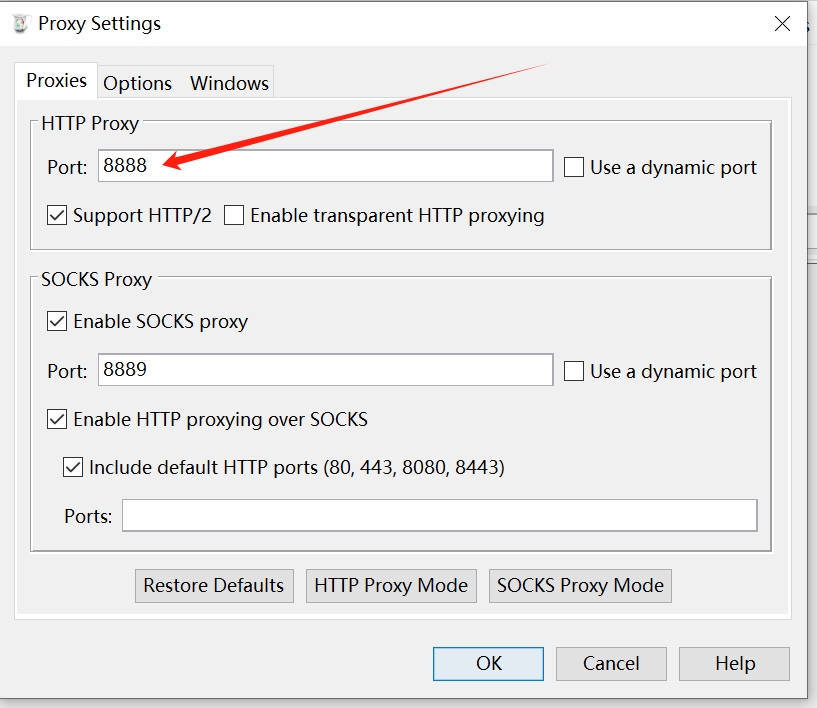 Proxy Settings
Proxies Options Windows
HTTP Proxy
Port: 8888 Use a dynamic port
Support HTTP/2 Enable transparent HTTP proxying
SOCKS Proxy
Enable SOCKS proxy
Port: 8889 Use a dynamic port
Enable HTTP proxying over SOCKS
Include default HTTP ports (80, 443, 8080, 8443)
Ports:
Restore Defaults HTTP Proxy Mode SOCKS Proxy Mode
OK Cancel Help